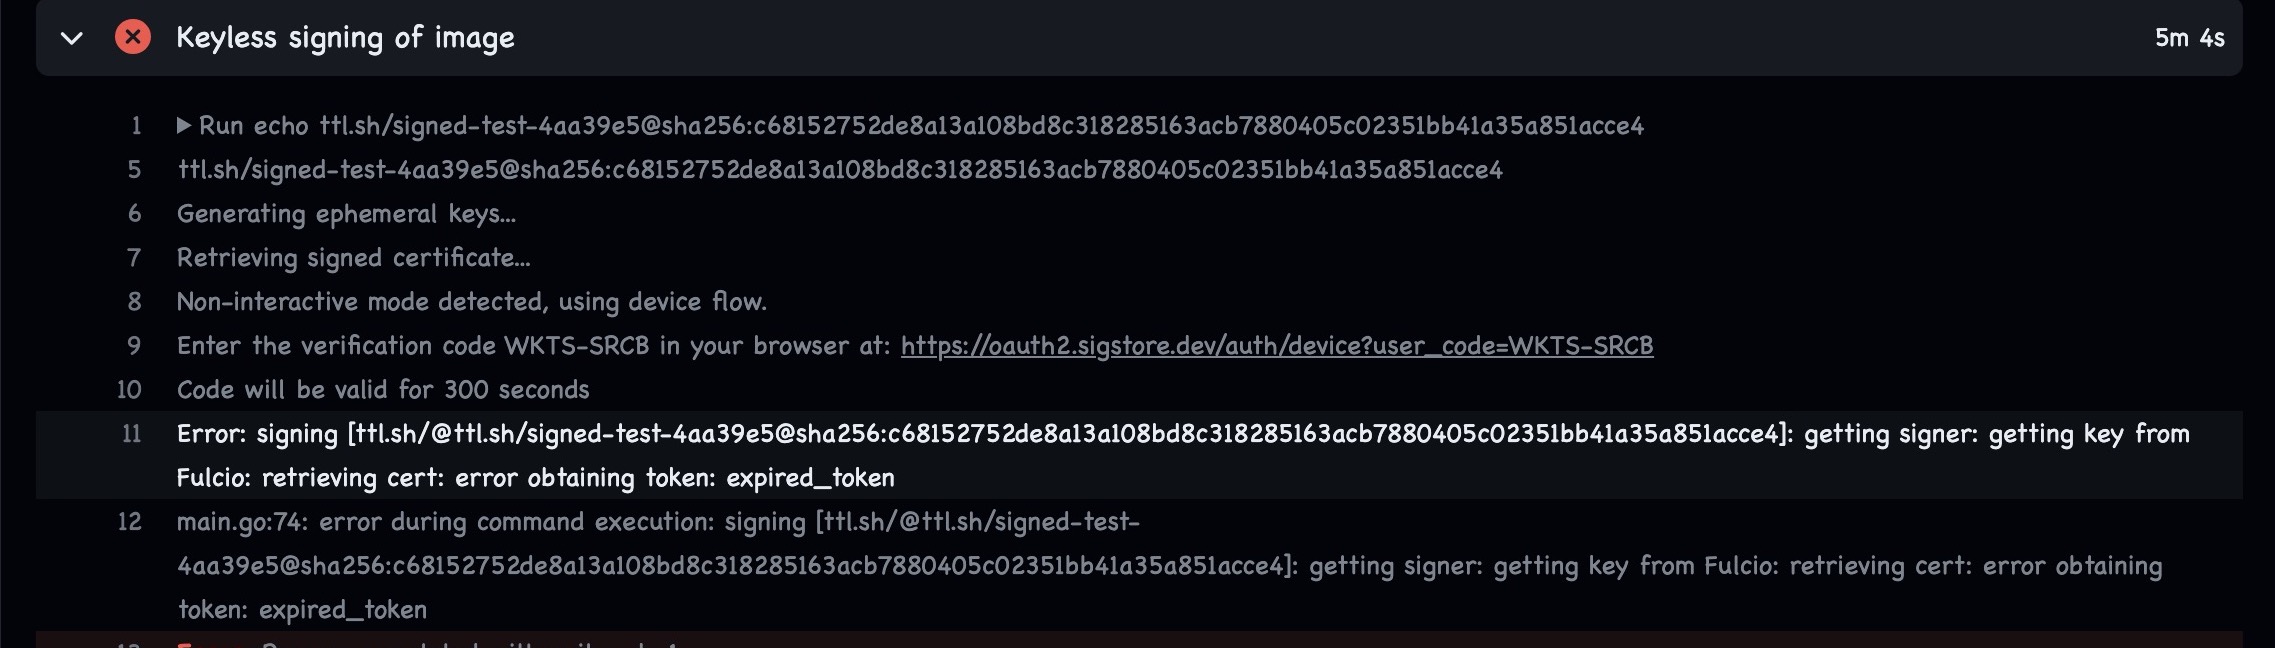 Keyless signing of image 5m 4s
1 Run echo ttl.sh/signed-test-4aa39e5@sha256:c68152752de8a13a108bd8c318285163acb7880405c02351bb41a35a851acce4
5 ttl.sh/signed-test-4aa39e5@sha256:c68152752de8a13a108bd8c318285163acb7880405c02351bb41a35a851acce4
6 Generating ephemeral keys...
7 Retrieving signed certificate...
8 Non-interactive mode detected, using device flow.
9 Enter the verification code WKTS-SRCB in your browser at: https://oauth2.sigstore.dev/auth/device?user_code=WKTS-SRCB
10 Code will be valid for 300 seconds
11 Error: signing [ttl.sh/@ttl.sh/signed-test-4aa39e5@sha256:c68152752de8a13a108bd8c318285163acb7880405c02351bb41a35a851acce4]: getting signer: getting key from
Fulcio: retrieving cert: error obtaining token: expired_token
12 main.go:74: error during command execution: signing [ttl.sh/@ttl.sh/signed-test-
4aa39e5@sha256:c68152752de8a13a108bd8c318285163acb7880405c02351bb41a35a851acce4]: getting signer: getting key from Fulcio: retrieving cert: error obtaining
token: expired_token